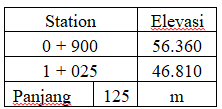 Station Elevasi
0 + 900 56.360
1 + 025 46.810
Panjang 125 m